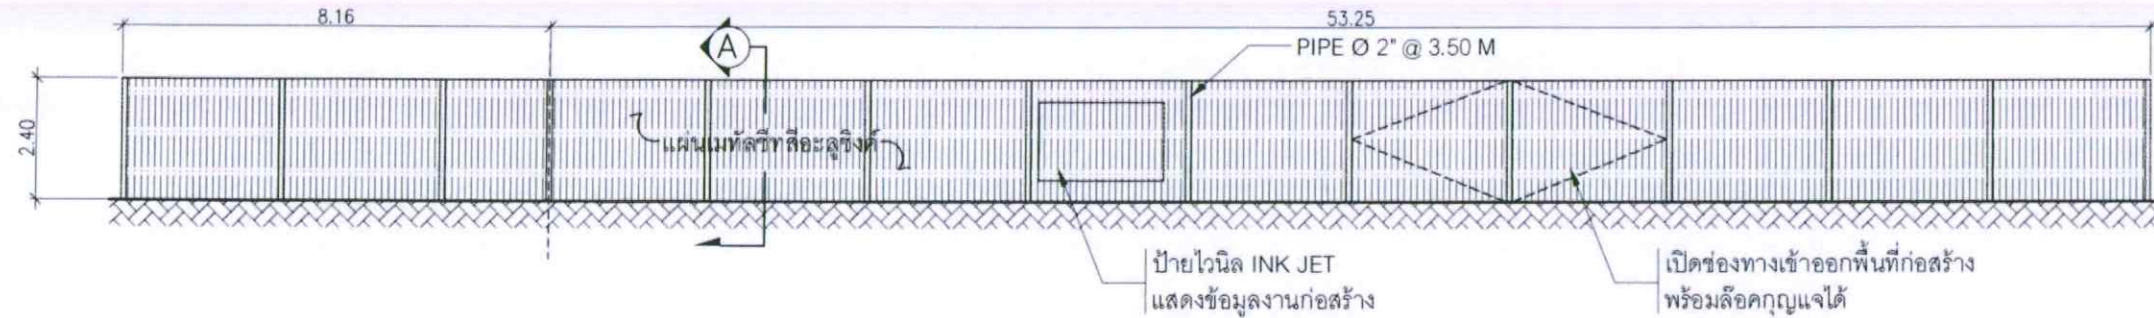 8.16
53.25
A
PIPE Ø 2" @ 3.50 M
2.40
แผ่นเมทัลชีทสีอะลูซิงค์
ป้ายไวนิล INK JET
แสดงข้อมูลงานก่อสร้าง
เปิดช่องทางเข้าออกพื้นที่ก่อสร้าง
พร้อมล๊อคกุญแจได้